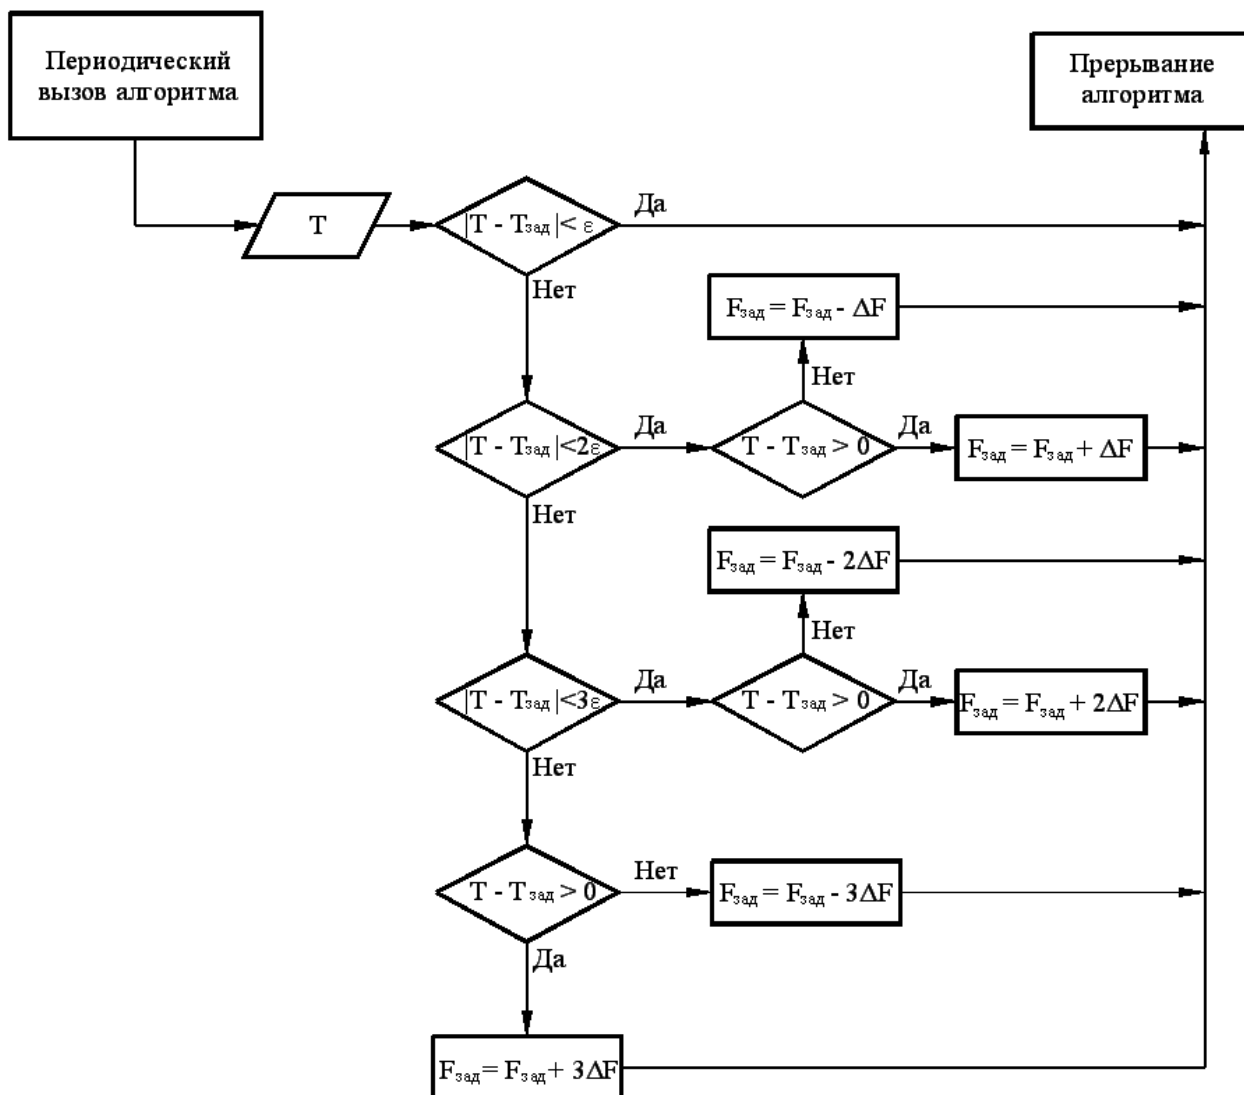 Периодический
вызов алгоритма
Прерывание
алгоритма
T
|T - Tзад|< ε
Да
Нет
Fзад = Fзад - ΔF
Нет
|T - Tзад|<2ε
Да
T - Tзад > 0
Да
Fзад = Fзад + ΔF
Нет
Fзад = Fзад - 2ΔF
Нет
|T - Tзад|<3ε
Да
T - Tзад > 0
Да
Fзад = Fзад + 2ΔF
Нет
T - Tзад > 0
Нет
Fзад = Fзад - 3ΔF
Да
Fзад = Fзад + 3ΔF